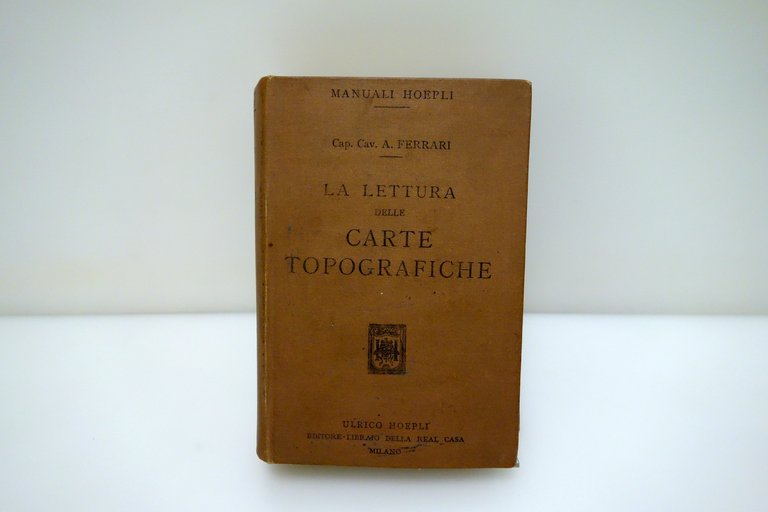 MANUALI HOEPLI
Cap. Cav. A. FERRARI
LA LETTURA
DELLE
CARTE
TOPOGRAFICHE
ULRICO HOEPLI
EDITORE-LIBRAIO DELLA REAL CASA
MILANO